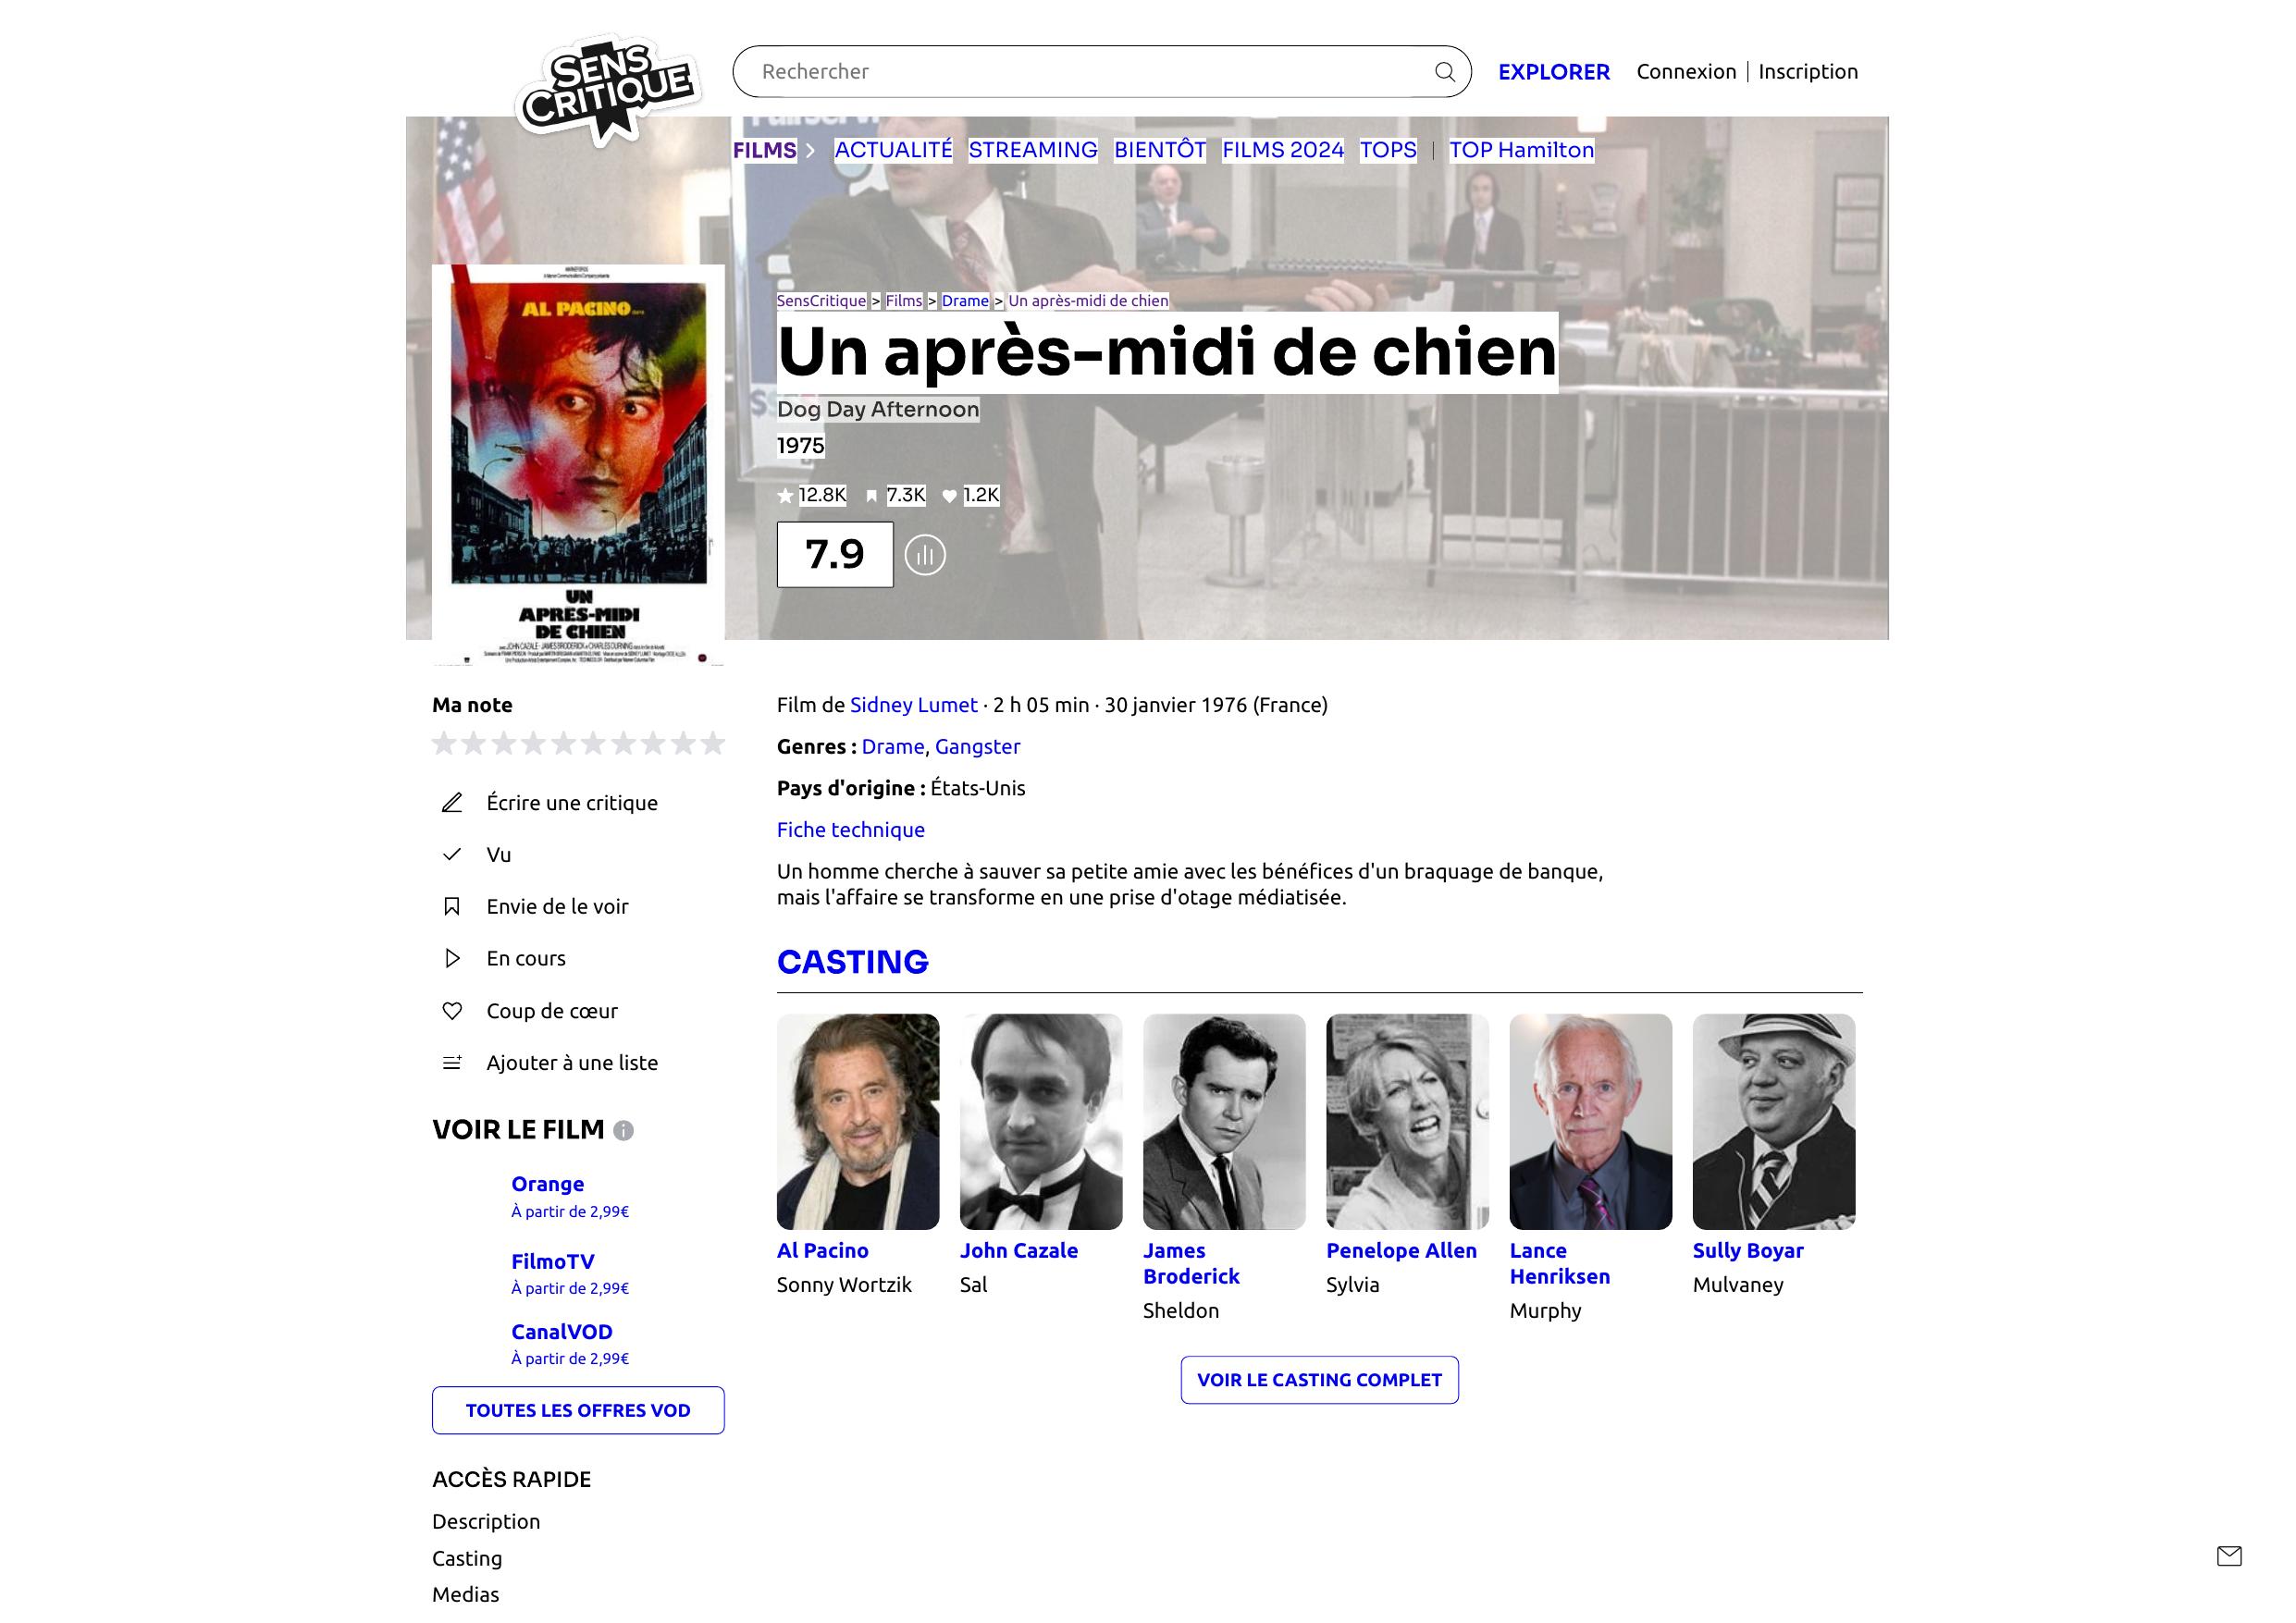 SENS
CRITIQUE
Rechercher
EXPLORER
Connexion
Inscription
FILMS
ACTUALITÉ
STREAMING
BIENTÔT
FILMS 2024
TOPS
TOP Hamilton
AL PACINO
UN
APRÈS-MIDI
DE CHIEN
SensCritique > Films > Drame > Un après-midi de chien
Un après-midi de chien
Dog Day Afternoon
1975
12.8K 7.3K 1.2K
7.9
Ma note
Écrire une critique
Vu
Envie de le voir
En cours
Coup de cœur
Ajouter à une liste
VOIR LE FILM
Orange
À partir de 2,99€
FilmoTV
À partir de 2,99€
CanalVOD
À partir de 2,99€
TOUTES LES OFFRES VOD
ACCÈS RAPIDE
Description
Casting
Medias
Film de Sidney Lumet · 2 h 05 min · 30 janvier 1976 (France)
Genres : Drame, Gangster
Pays d'origine : États-Unis
Fiche technique
Un homme cherche à sauver sa petite amie avec les bénéfices d'un braquage de banque,
mais l'affaire se transforme en une prise d'otage médiatisée.
CASTING
Al Pacino
Sonny Wortzik
John Cazale
Sal
James
Broderick
Sheldon
Penelope Allen
Sylvia
Lance
Henriksen
Murphy
Sully Boyar
Mulvaney
VOIR LE CASTING COMPLET